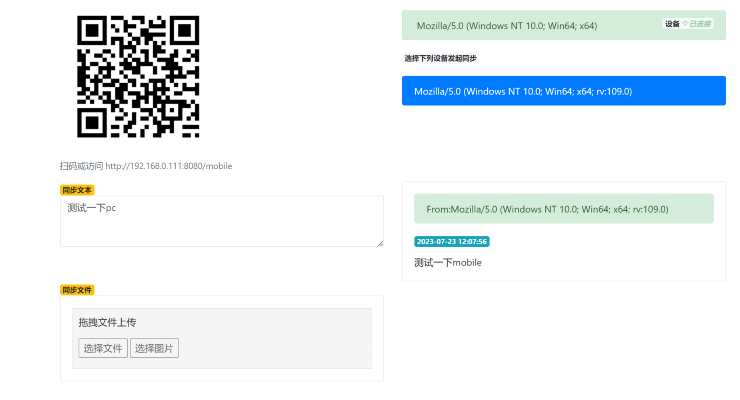 扫码或访问 http://192.168.0.111:8080/mobile
同步文本
测试一下pc
同步文件
拖拽文件上传
选择文件 选择图片
Mozilla/5.0 (Windows NT 10.0; Win64; x64)
设备 已连接
选择下列设备发起同步
Mozilla/5.0 (Windows NT 10.0; Win64; x64; rv:109.0)
From:Mozilla/5.0 (Windows NT 10.0; Win64; x64; rv:109.0)
2023-07-23 12:07:56
测试一下mobile